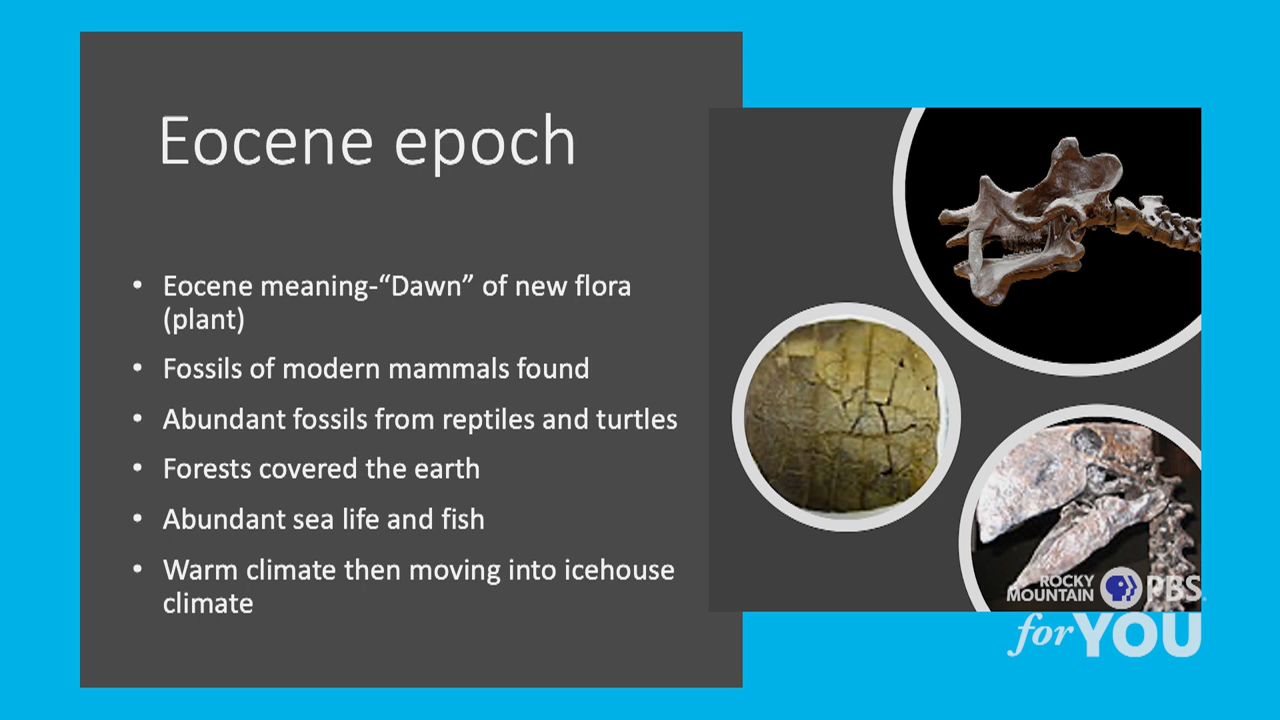 Eocene epoch
• Eocene meaning-“Dawn” of new flora
(plant)
• Fossils of modern mammals found
• Abundant fossils from reptiles and turtles
• Forests covered the earth
• Abundant sea life and fish
• Warm climate then moving into icehouse
climate
ROCKY
MOUNTAIN PBS
for YOU